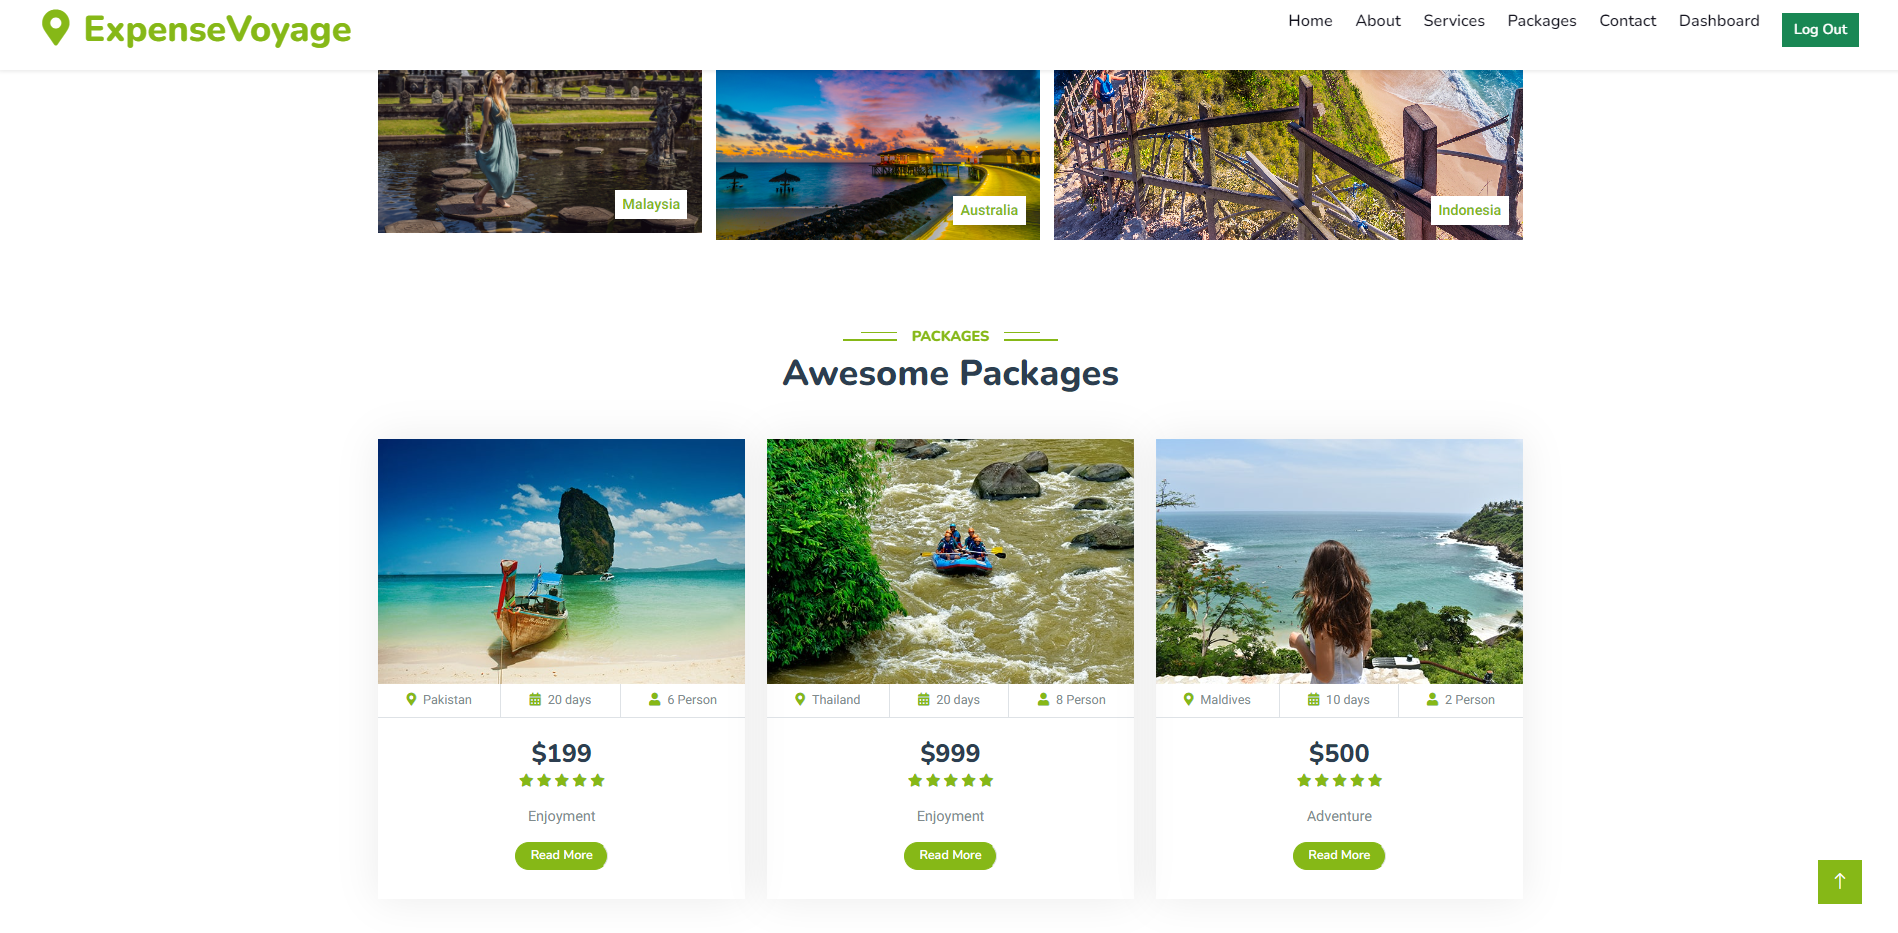 ExpenseVoyage
Home About Services Packages Contact Dashboard Log Out
Malaysia
Australia
Indonesia
PACKAGES
Awesome Packages
Pakistan 20 days 6 Person
$199
Enjoyment
Read More
Thailand 20 days 8 Person
$999
Enjoyment
Read More
Maldives 10 days 2 Person
$500
Adventure
Read More